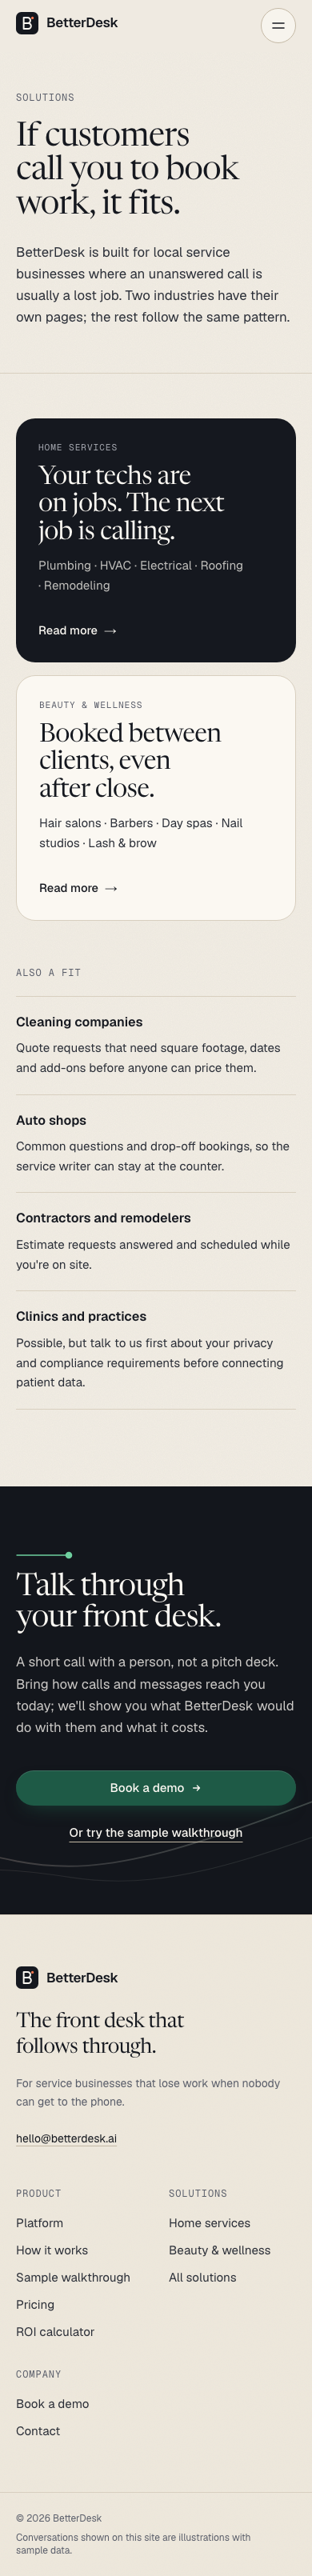 BetterDesk
SOLUTIONS
If customers
call you to book
work, it fits.
BetterDesk is built for local service
businesses where an unanswered call is
usually a lost job. Two industries have their
own pages; the rest follow the same pattern.
HOME SERVICES
Your techs are
on jobs. The next
job is calling.
Plumbing · HVAC · Electrical · Roofing
· Remodeling
Read more →
BEAUTY & WELLNESS
Booked between
clients, even
after close.
Hair salons · Barbers · Day spas · Nail
studios · Lash & brow
Read more →
ALSO A FIT
Cleaning companies
Quote requests that need square footage, dates
and add-ons before anyone can price them.
Auto shops
Common questions and drop-off bookings, so the
service writer can stay at the counter.
Contractors and remodelers
Estimate requests answered and scheduled while
you're on site.
Clinics and practices
Possible, but talk to us first about your privacy
and compliance requirements before connecting
patient data.
Talk through
your front desk.
A short call with a person, not a pitch deck.
Bring how calls and messages reach you
today; we'll show you what BetterDesk would
do with them and what it costs.
Book a demo →
Or try the sample walkthrough
BetterDesk
The front desk that
follows through.
For service businesses that lose work when nobody
can get to the phone.
hello@betterdesk.ai
PRODUCT
Platform
How it works
Sample walkthrough
Pricing
ROI calculator
SOLUTIONS
Home services
Beauty & wellness
All solutions
COMPANY
Book a demo
Contact
© 2026 BetterDesk
Conversations shown on this site are illustrations with
sample data.